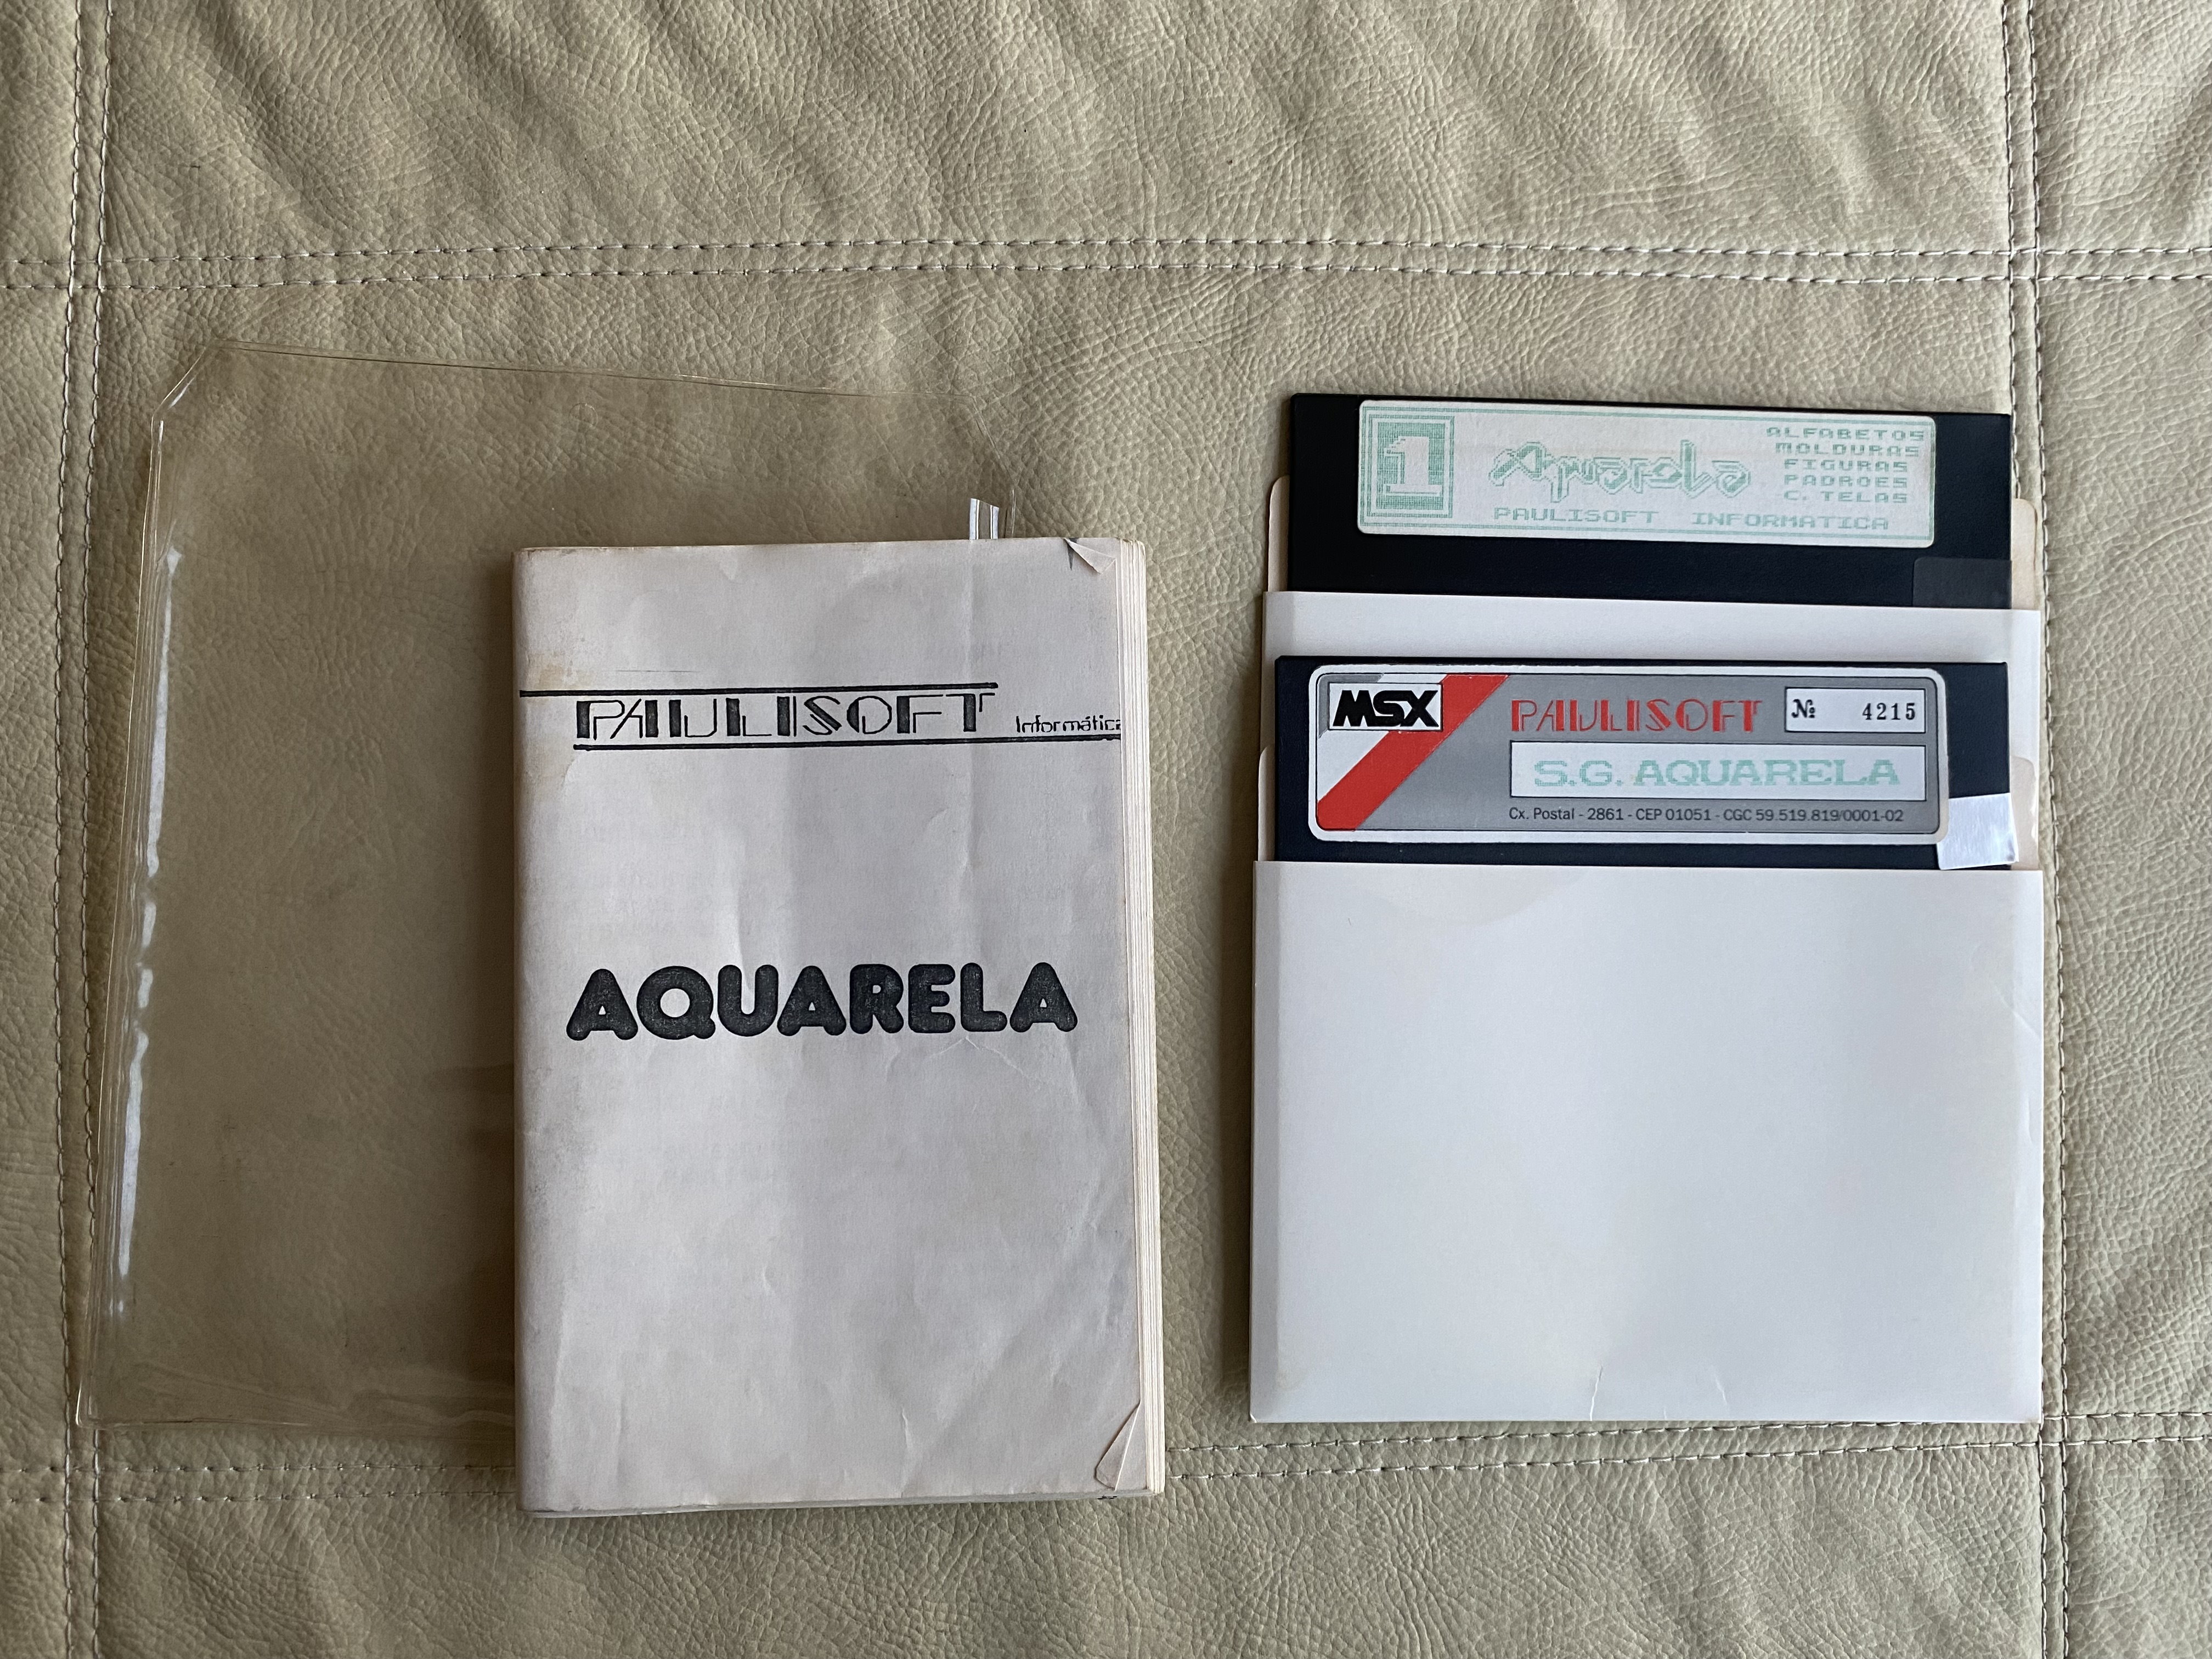 PAULISOFT Informática
AQUARELA
1
Aquarela
ALFABETOS
MOLDURAS
FIGURAS
PADROES
C. TELAS
PAULISOFT INFORMATICA
MSX
PAULISOFT
№ 4215
S.G. AQUARELA
Cx. Postal - 2861 - CEP 01051 - CGC 59.519.819/0001-02